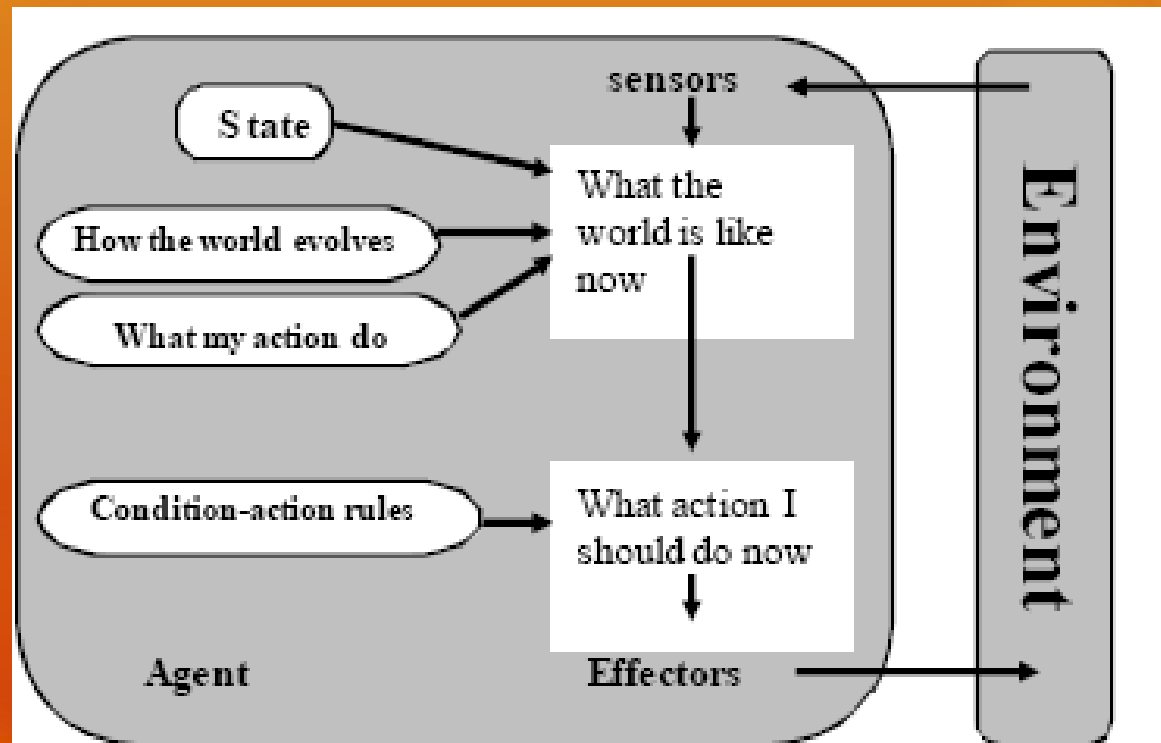 sensors
State
What the
world is like
now
How the world evolves
What my action do
Condition-action rules
What action I
should do now
Agent
Effectors
Environment